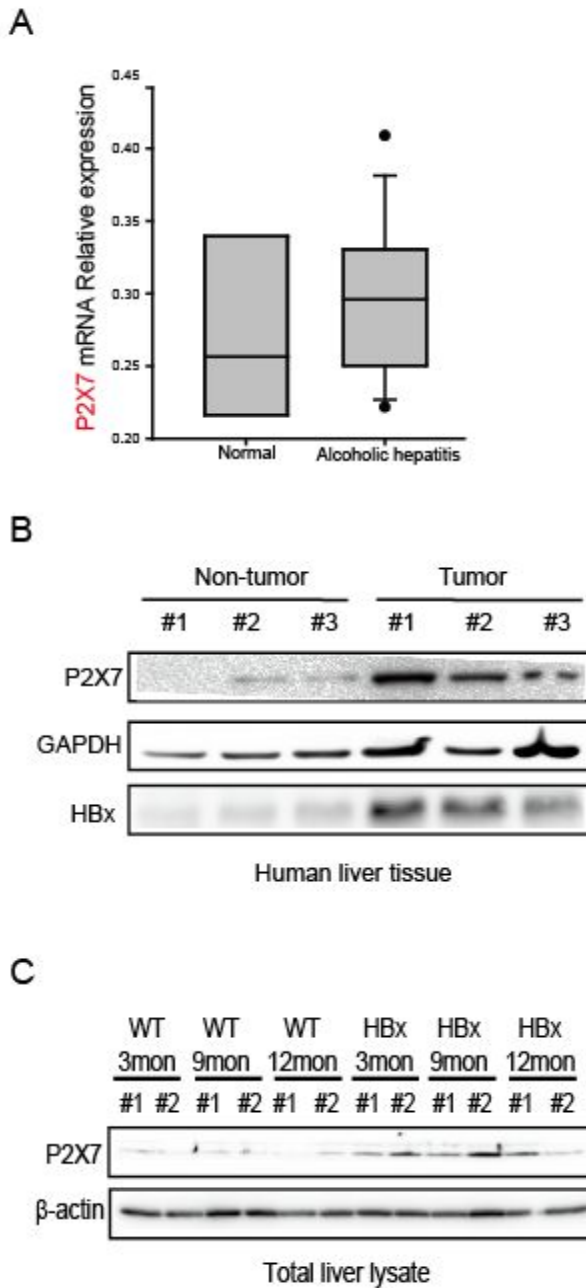 A
P2X7 mRNA Relative expression
0.45
0.40
0.35
0.30
0.25
0.20
Normal Alcoholic hepatitis
B
Non-tumor Tumor
#1 #2 #3 #1 #2 #3
P2X7
GAPDH
HBx
Human liver tissue
C
WT WT WT HBx HBx HBx
3mon 9mon 12mon 3mon 9mon 12mon
#1 #2 #1 #2 #1 #2 #1 #2 #1 #2 #1 #2
P2X7
β-actin
Total liver lysate